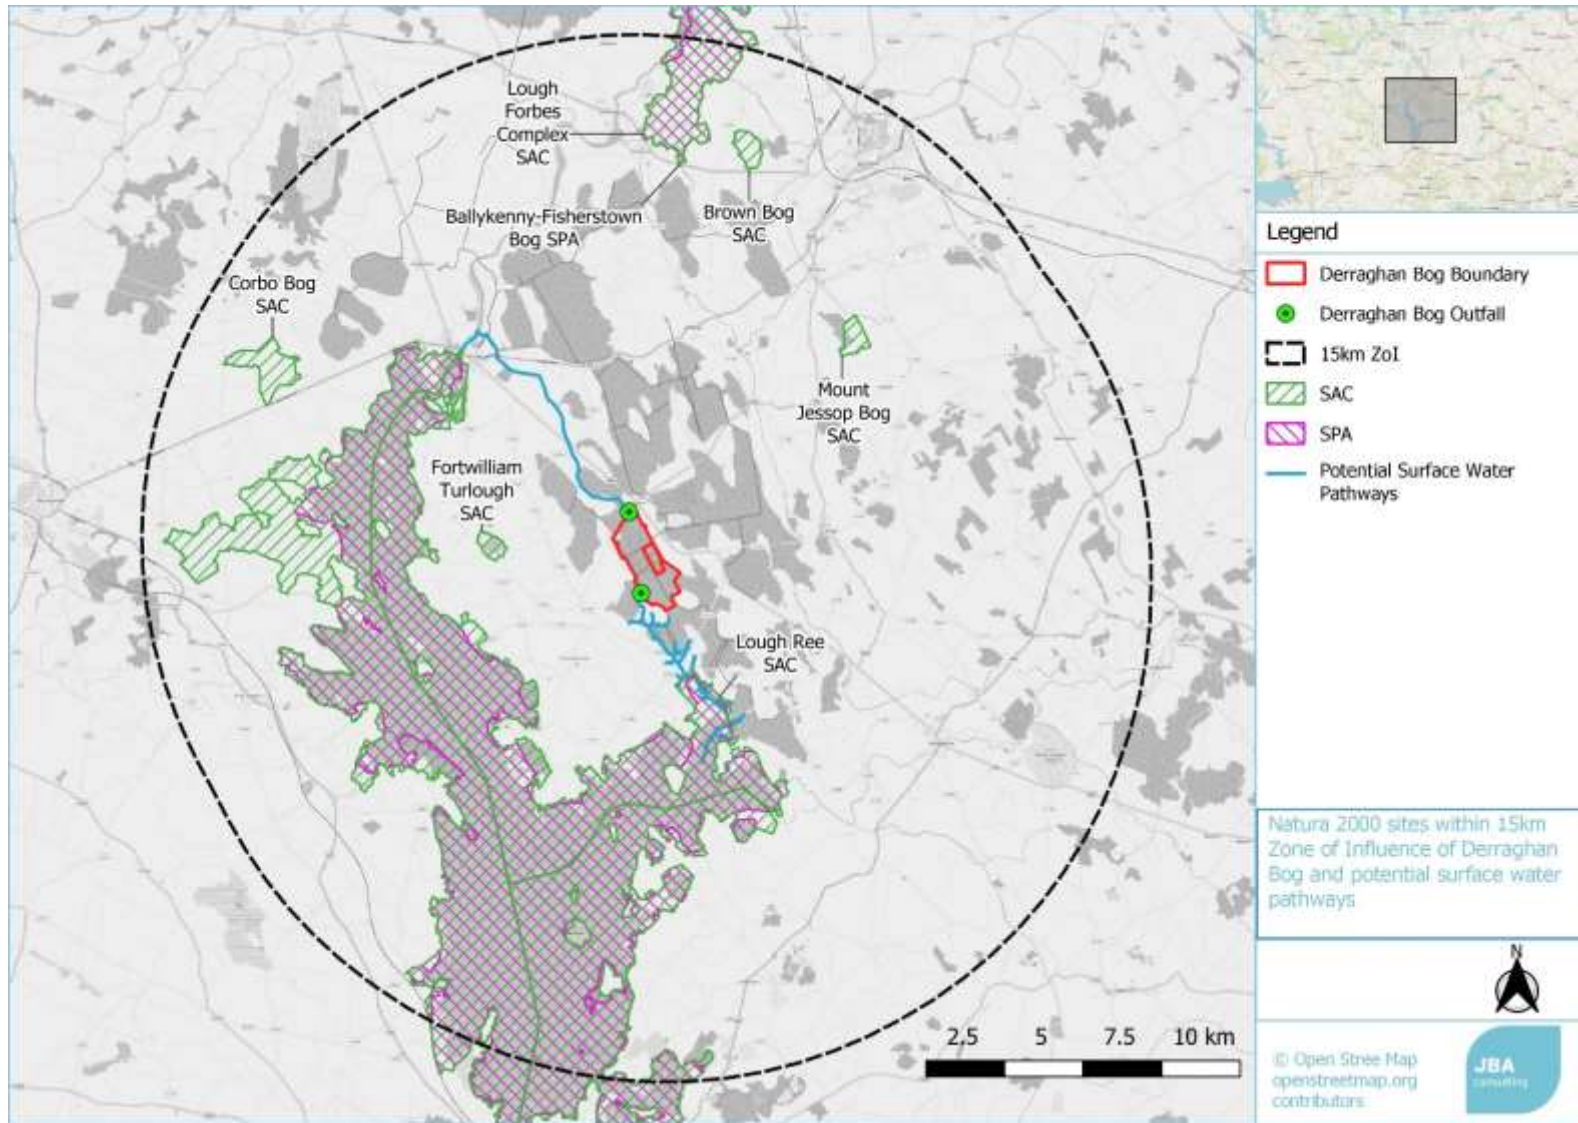 Lough
Forbes
Complex
SAC
Ballykenny-Fisherstown
Bog SPA
Brown Bog
SAC
Corbo Bog
SAC
Mount
Jessop Bog
SAC
Fortwilliam
Turlough
SAC
Lough Ree
SAC
2.5 5 7.5 10 km
Legend
Derraghan Bog Boundary
Derraghan Bog Outfall
15km ZoI
SAC
SPA
Potential Surface Water
Pathways
Natura 2000 sites within 15km
Zone of Influence of Derraghan
Bog and potential surface water
pathways
N
© Open Stree Map
openstreetmap.org
contributors
JBA
consulting